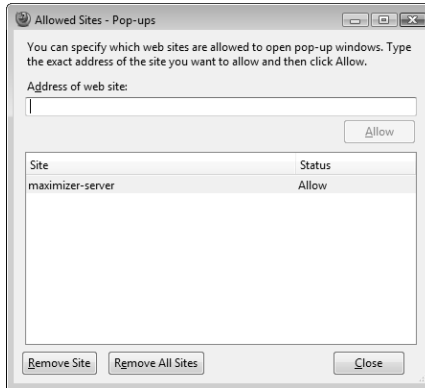 Allowed Sites - Pop-ups
You can specify which web sites are allowed to open pop-up windows. Type
the exact address of the site you want to allow and then click Allow.
Address of web site:
Allow
Site Status
maximizer-server Allow
Remove Site Remove All Sites Close